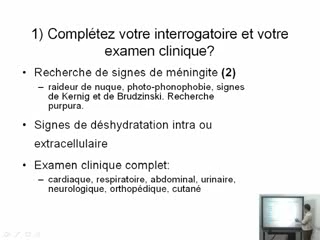 1) Complétez votre interrogatoire et votre
examen clinique?
• Recherche de signes de méningite (2)
– raideur de nuque, photo-phonophobie, signes
de Kernig et de Brudzinski. Recherche
purpura.
• Signes de déshydratation intra ou
extracellulaire
• Examen clinique complet:
– cardiaque, respiratoire, abdominal, urinaire,
neurologique, orthopédique, cutané